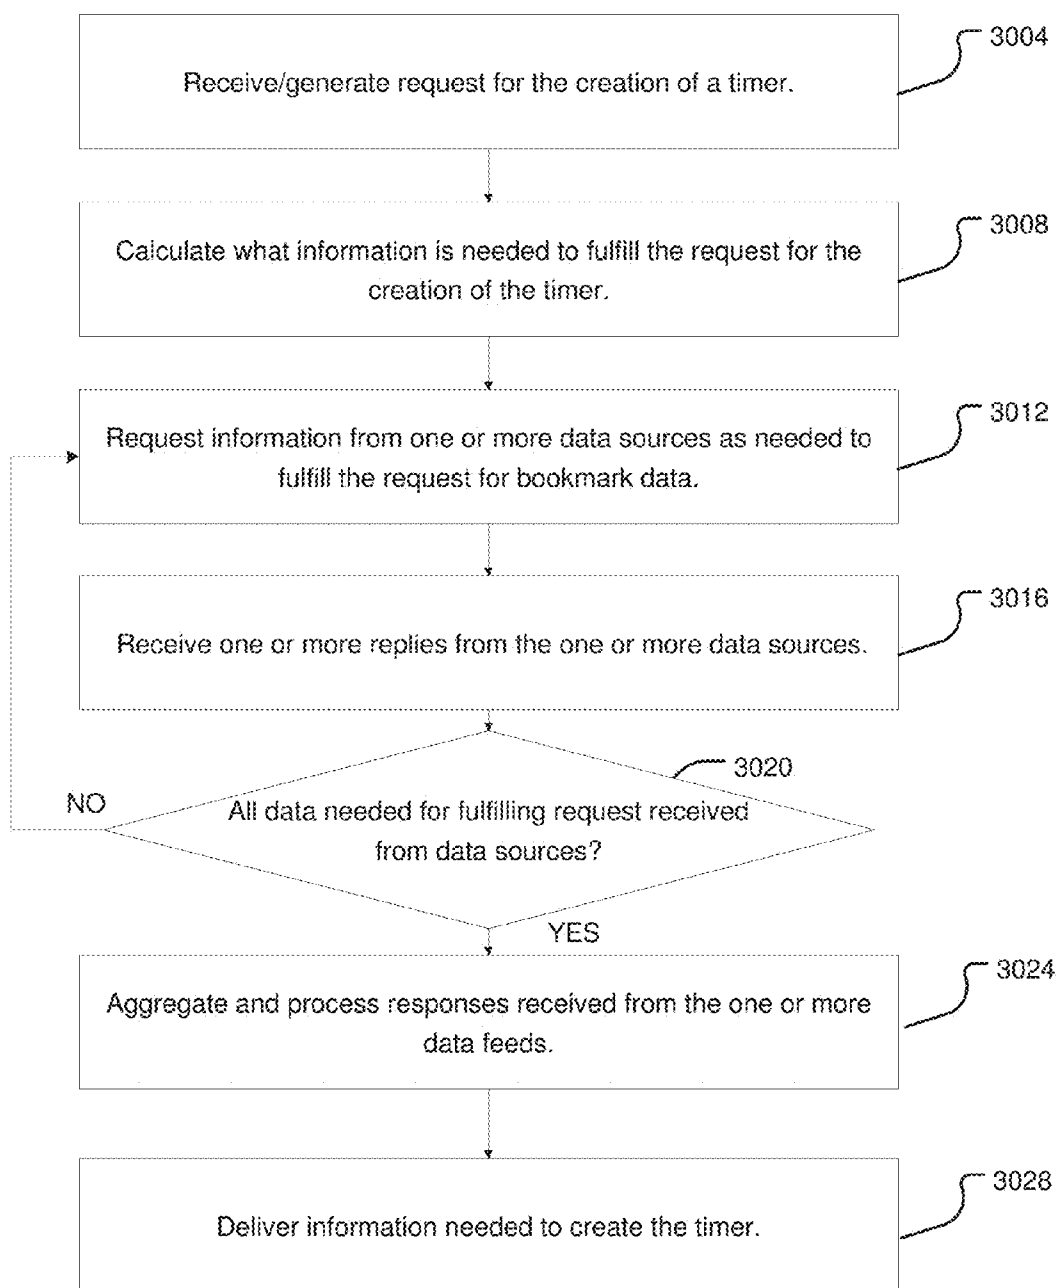 3004
Receive/generate request for the creation of a timer.
3008
Calculate what information is needed to fulfill the request for the
creation of the timer.
3012
Request information from one or more data sources as needed to
fulfill the request for bookmark data.
3016
Receive one or more replies from the one or more data sources.
3020
NO
All data needed for fulfilling request received
from data sources?
YES
3024
Aggregate and process responses received from the one or more
data feeds.
3028
Deliver information needed to create the timer.